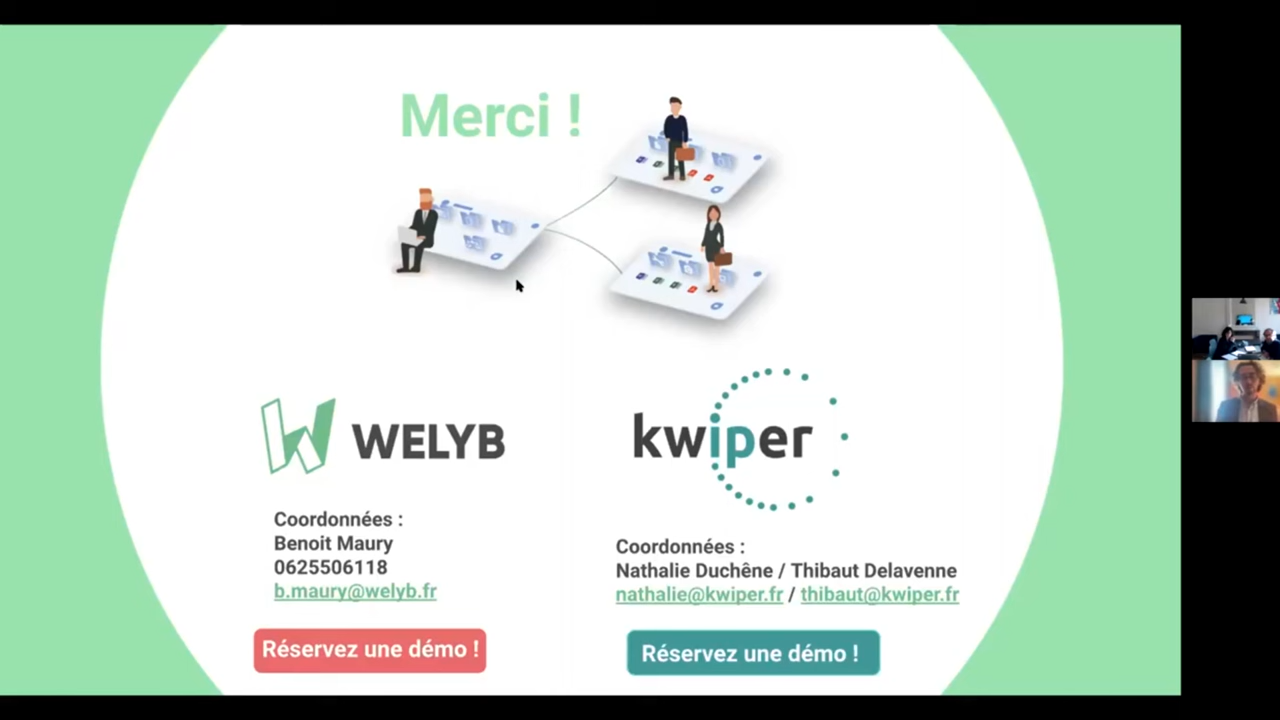 Merci !
WELYB
Coordonnées :
Benoit Maury
0625506118
b.maury@welyb.fr
Réservez une démo !
kwiper
Coordonnées :
Nathalie Duchêne / Thibaut Delavenne
nathalie@kwiper.fr / thibaut@kwiper.fr
Réservez une démo !